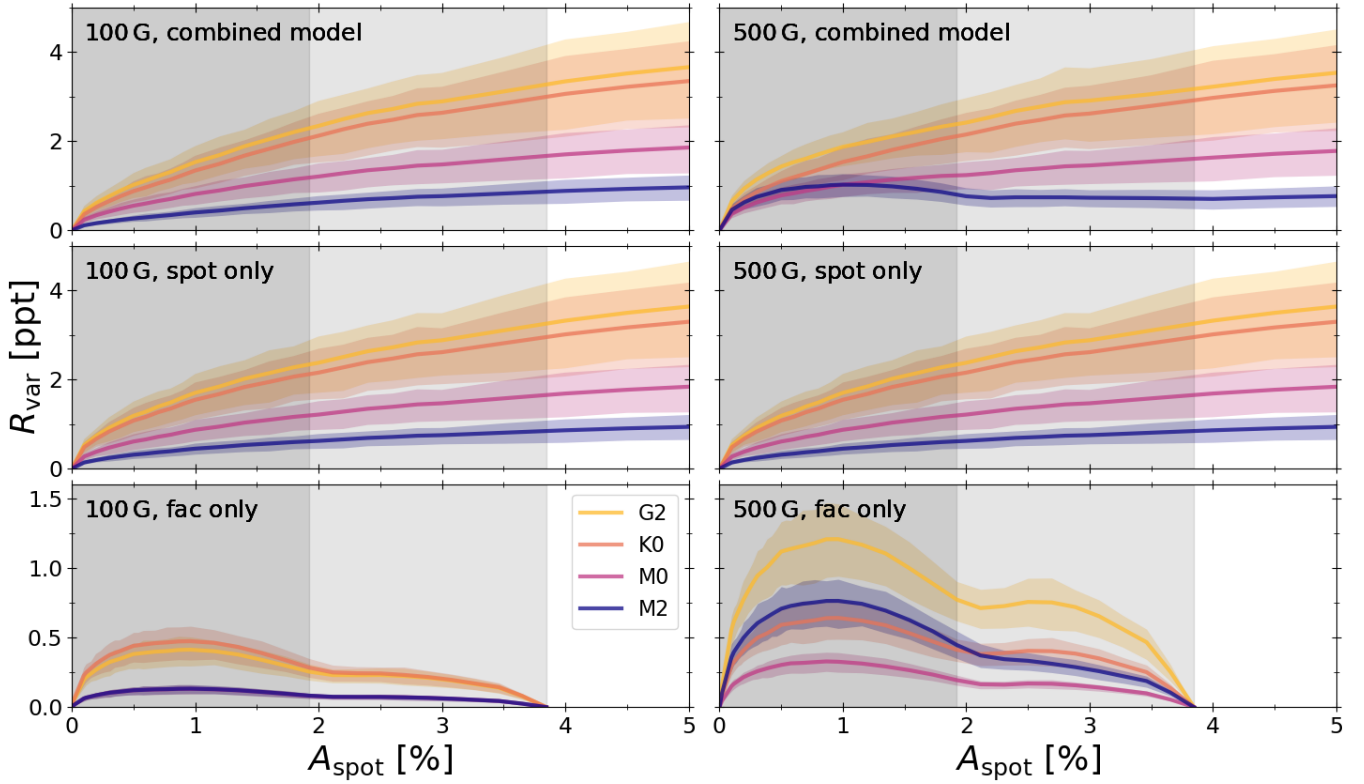 100 G, combined model
500 G, combined model
4
2
0
100 G, spot only
500 G, spot only
4
2
0
R_var [ppt]
100 G, fac only
500 G, fac only
1.5
1.0
0.5
0.0
G2
K0
M0
M2
0 1 2 3 4 5
0 1 2 3 4 5
A_spot [%]
A_spot [%]